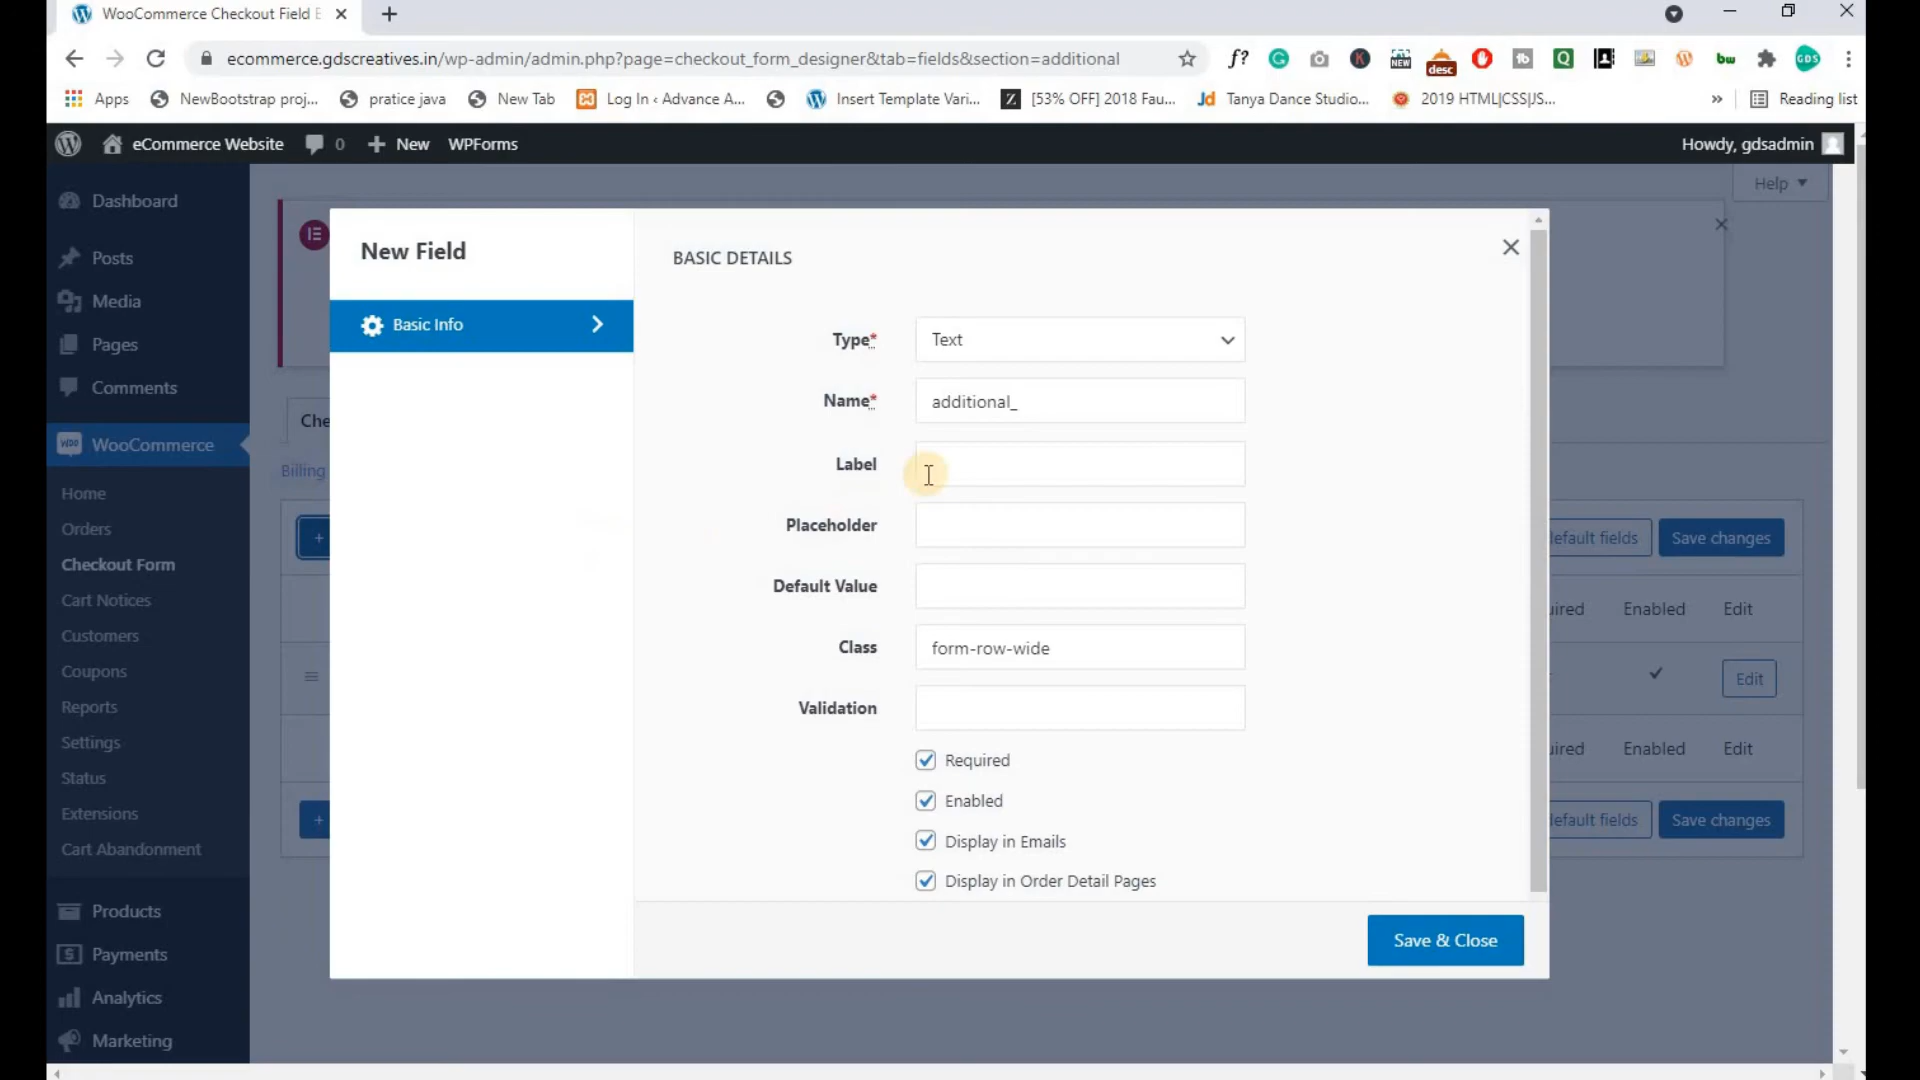 WooCommerce Checkout Field E
ecommerce.gdscreatives.in/wp-admin/admin.php?page=checkout_form_designer&tab=fields&section=additional
f?
NEW
desc
tb
Q
bw
GDS
Apps
NewBootstrap proj...
pratice java
New Tab
Log In ‹ Advance A...
Insert Template Vari...
Z
[53% OFF] 2018 Fau...
Jd
Tanya Dance Studio...
2019 HTML|CSS|JS...
»
Reading list
eCommerce Website
0
New
WPForms
Howdy, gdsadmin
Dashboard
Posts
Media
Pages
Comments
WooCommerce
Home
Orders
Checkout Form
Cart Notices
Customers
Coupons
Reports
Settings
Status
Extensions
Cart Abandonment
Products
Payments
Analytics
Marketing
Help
Che
Billing
+
+
New Field
Basic Info
BASIC DETAILS
Type*
Text
Name*
additional_
Label
Placeholder
Default Value
Class
form-row-wide
Validation
Required
Enabled
Display in Emails
Display in Order Detail Pages
Save & Close
efault fields
Save changes
uired
Enabled
Edit
Edit
uired
Enabled
Edit
efault fields
Save changes